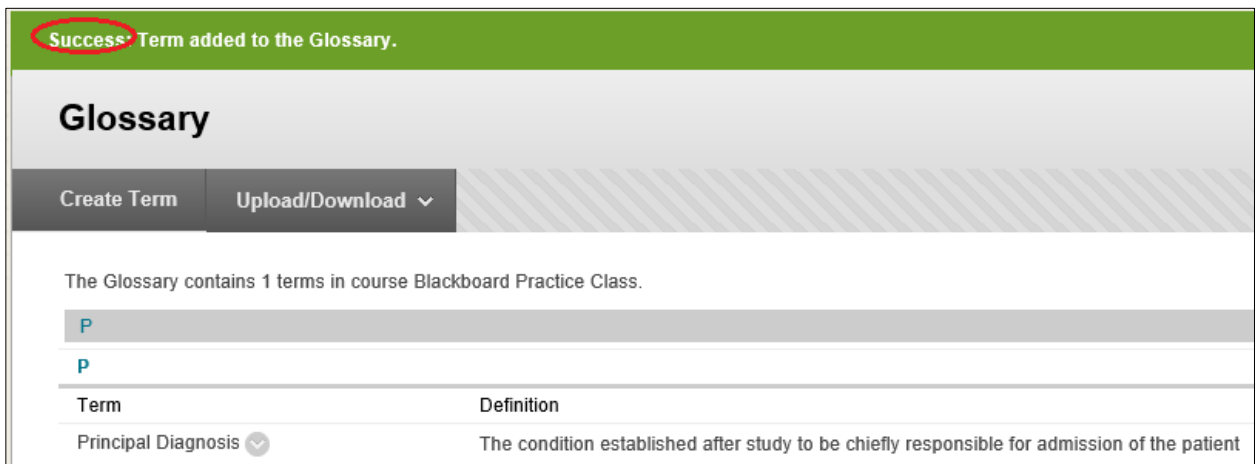 Success: Term added to the Glossary.
Glossary
Create Term Upload/Download
The Glossary contains 1 terms in course Blackboard Practice Class.
P
P
Term Definition
Principal Diagnosis The condition established after study to be chiefly responsible for admission of the patient